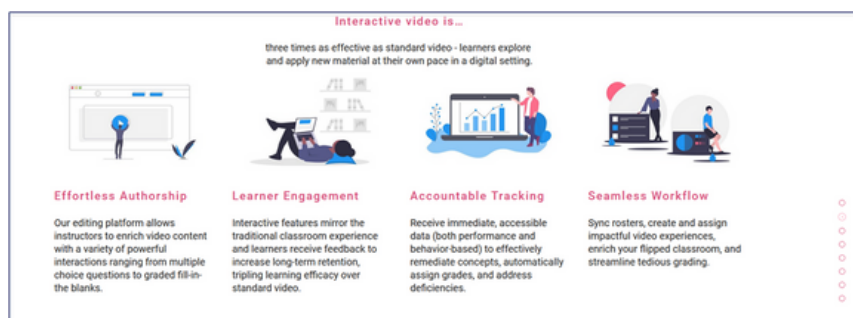 Interactive video is...
three times as effective as standard video - learners explore
and apply new material at their own pace in a digital setting.
Effortless Authorship
Our editing platform allows
instructors to enrich video content
with a variety of powerful
interactions ranging from multiple
choice questions to graded fill-in-
the blanks.
Learner Engagement
Interactive features mirror the
traditional classroom experience
and learners receive feedback to
increase long-term retention,
tripling learning efficacy over
standard video.
Accountable Tracking
Receive immediate, accessible
data (both performance and
behavior-based) to effectively
remediate concepts, automatically
assign grades, and address
deficiencies.
Seamless Workflow
Sync rosters, create and assign
impactful video experiences,
enrich your flipped classroom, and
streamline tedious grading.